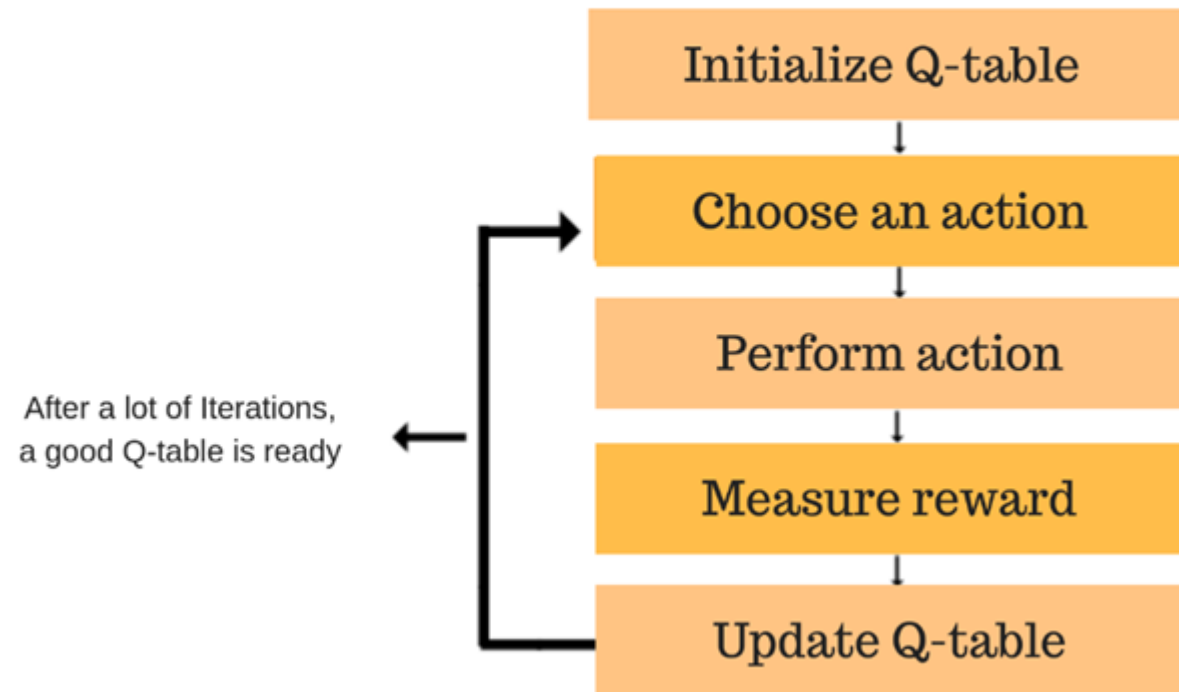 Initialize Q-table
Choose an action
Perform action
After a lot of Iterations,
a good Q-table is ready
Measure reward
Update Q-table